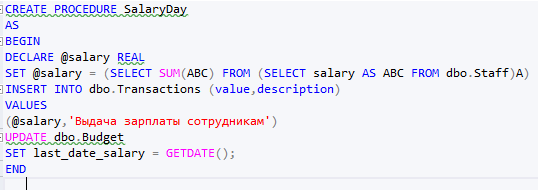 CREATE PROCEDURE SalaryDay
AS
BEGIN
DECLARE @salary REAL
SET @salary = (SELECT SUM(ABC) FROM (SELECT salary AS ABC FROM dbo.Staff)A)
INSERT INTO dbo.Transactions (value,description)
VALUES
(@salary,'Выдача зарплаты сотрудникам')
UPDATE dbo.Budget
SET last_date_salary = GETDATE();
END